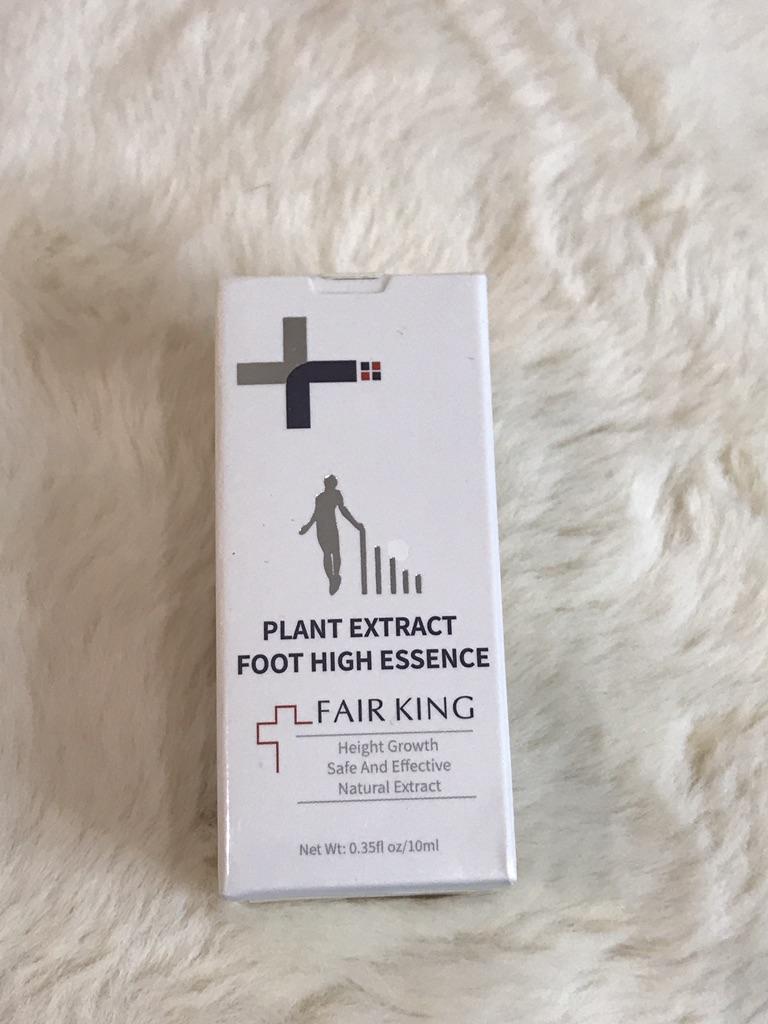 PLANT EXTRACT
FOOT HIGH ESSENCE
FAIR KING
Height Growth
Safe And Effective
Natural Extract
Net Wt: 0.35fl oz/10ml